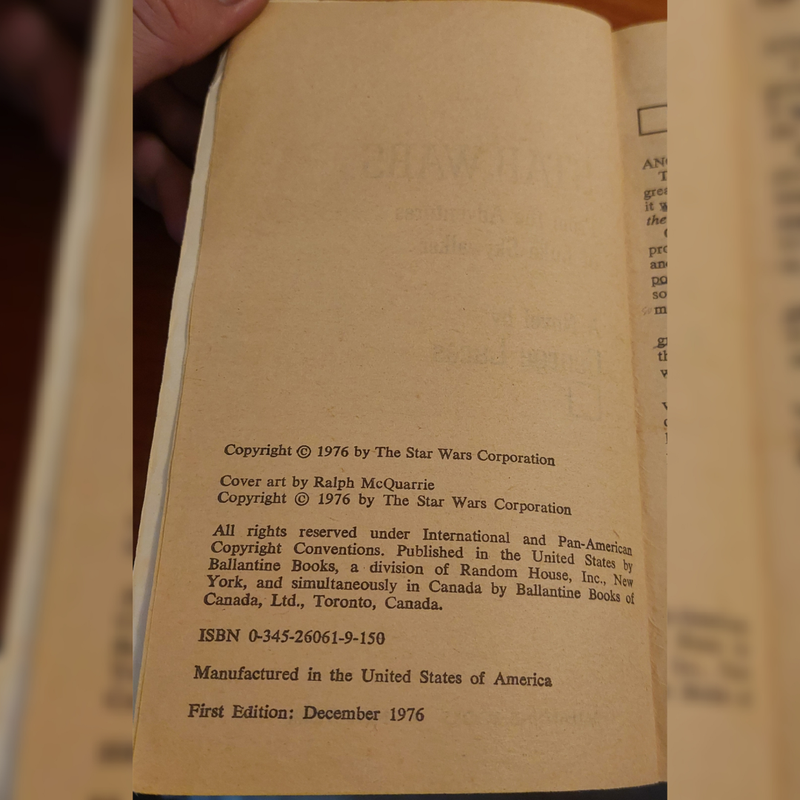 Copyright © 1976 by The Star Wars Corporation
Cover art by Ralph McQuarrie
Copyright © 1976 by The Star Wars Corporation
All rights reserved under International and Pan-American
Copyright Conventions. Published in the United States by
Ballantine Books, a division of Random House, Inc., New
York, and simultaneously in Canada by Ballantine Books of
Canada, Ltd., Toronto, Canada.
ISBN 0-345-26061-9-150
Manufactured in the United States of America
First Edition: December 1976